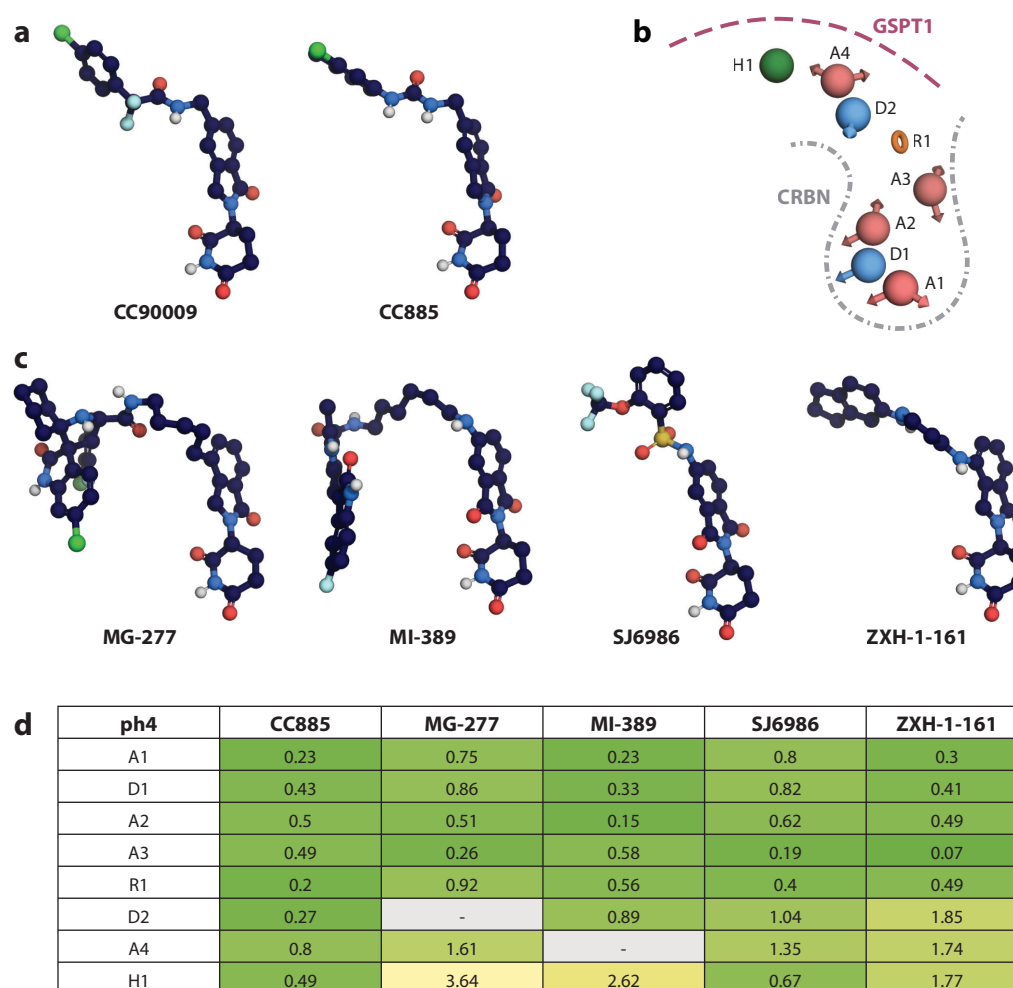 a
CC90009
CC885
b
GSPT1
H1
A4
D2
R1
A3
CRBN
A2
D1
A1
c
MG-277
MI-389
SJ6986
ZXH-1-161
d
ph4 CC885 MG-277 MI-389 SJ6986 ZXH-1-161
A1 0.23 0.75 0.23 0.8 0.3
D1 0.43 0.86 0.33 0.82 0.41
A2 0.5 0.51 0.15 0.62 0.49
A3 0.49 0.26 0.58 0.19 0.07
R1 0.2 0.92 0.56 0.4 0.49
D2 0.27 - 0.89 1.04 1.85
A4 0.8 1.61 - 1.35 1.74
H1 0.49 3.64 2.62 0.67 1.77